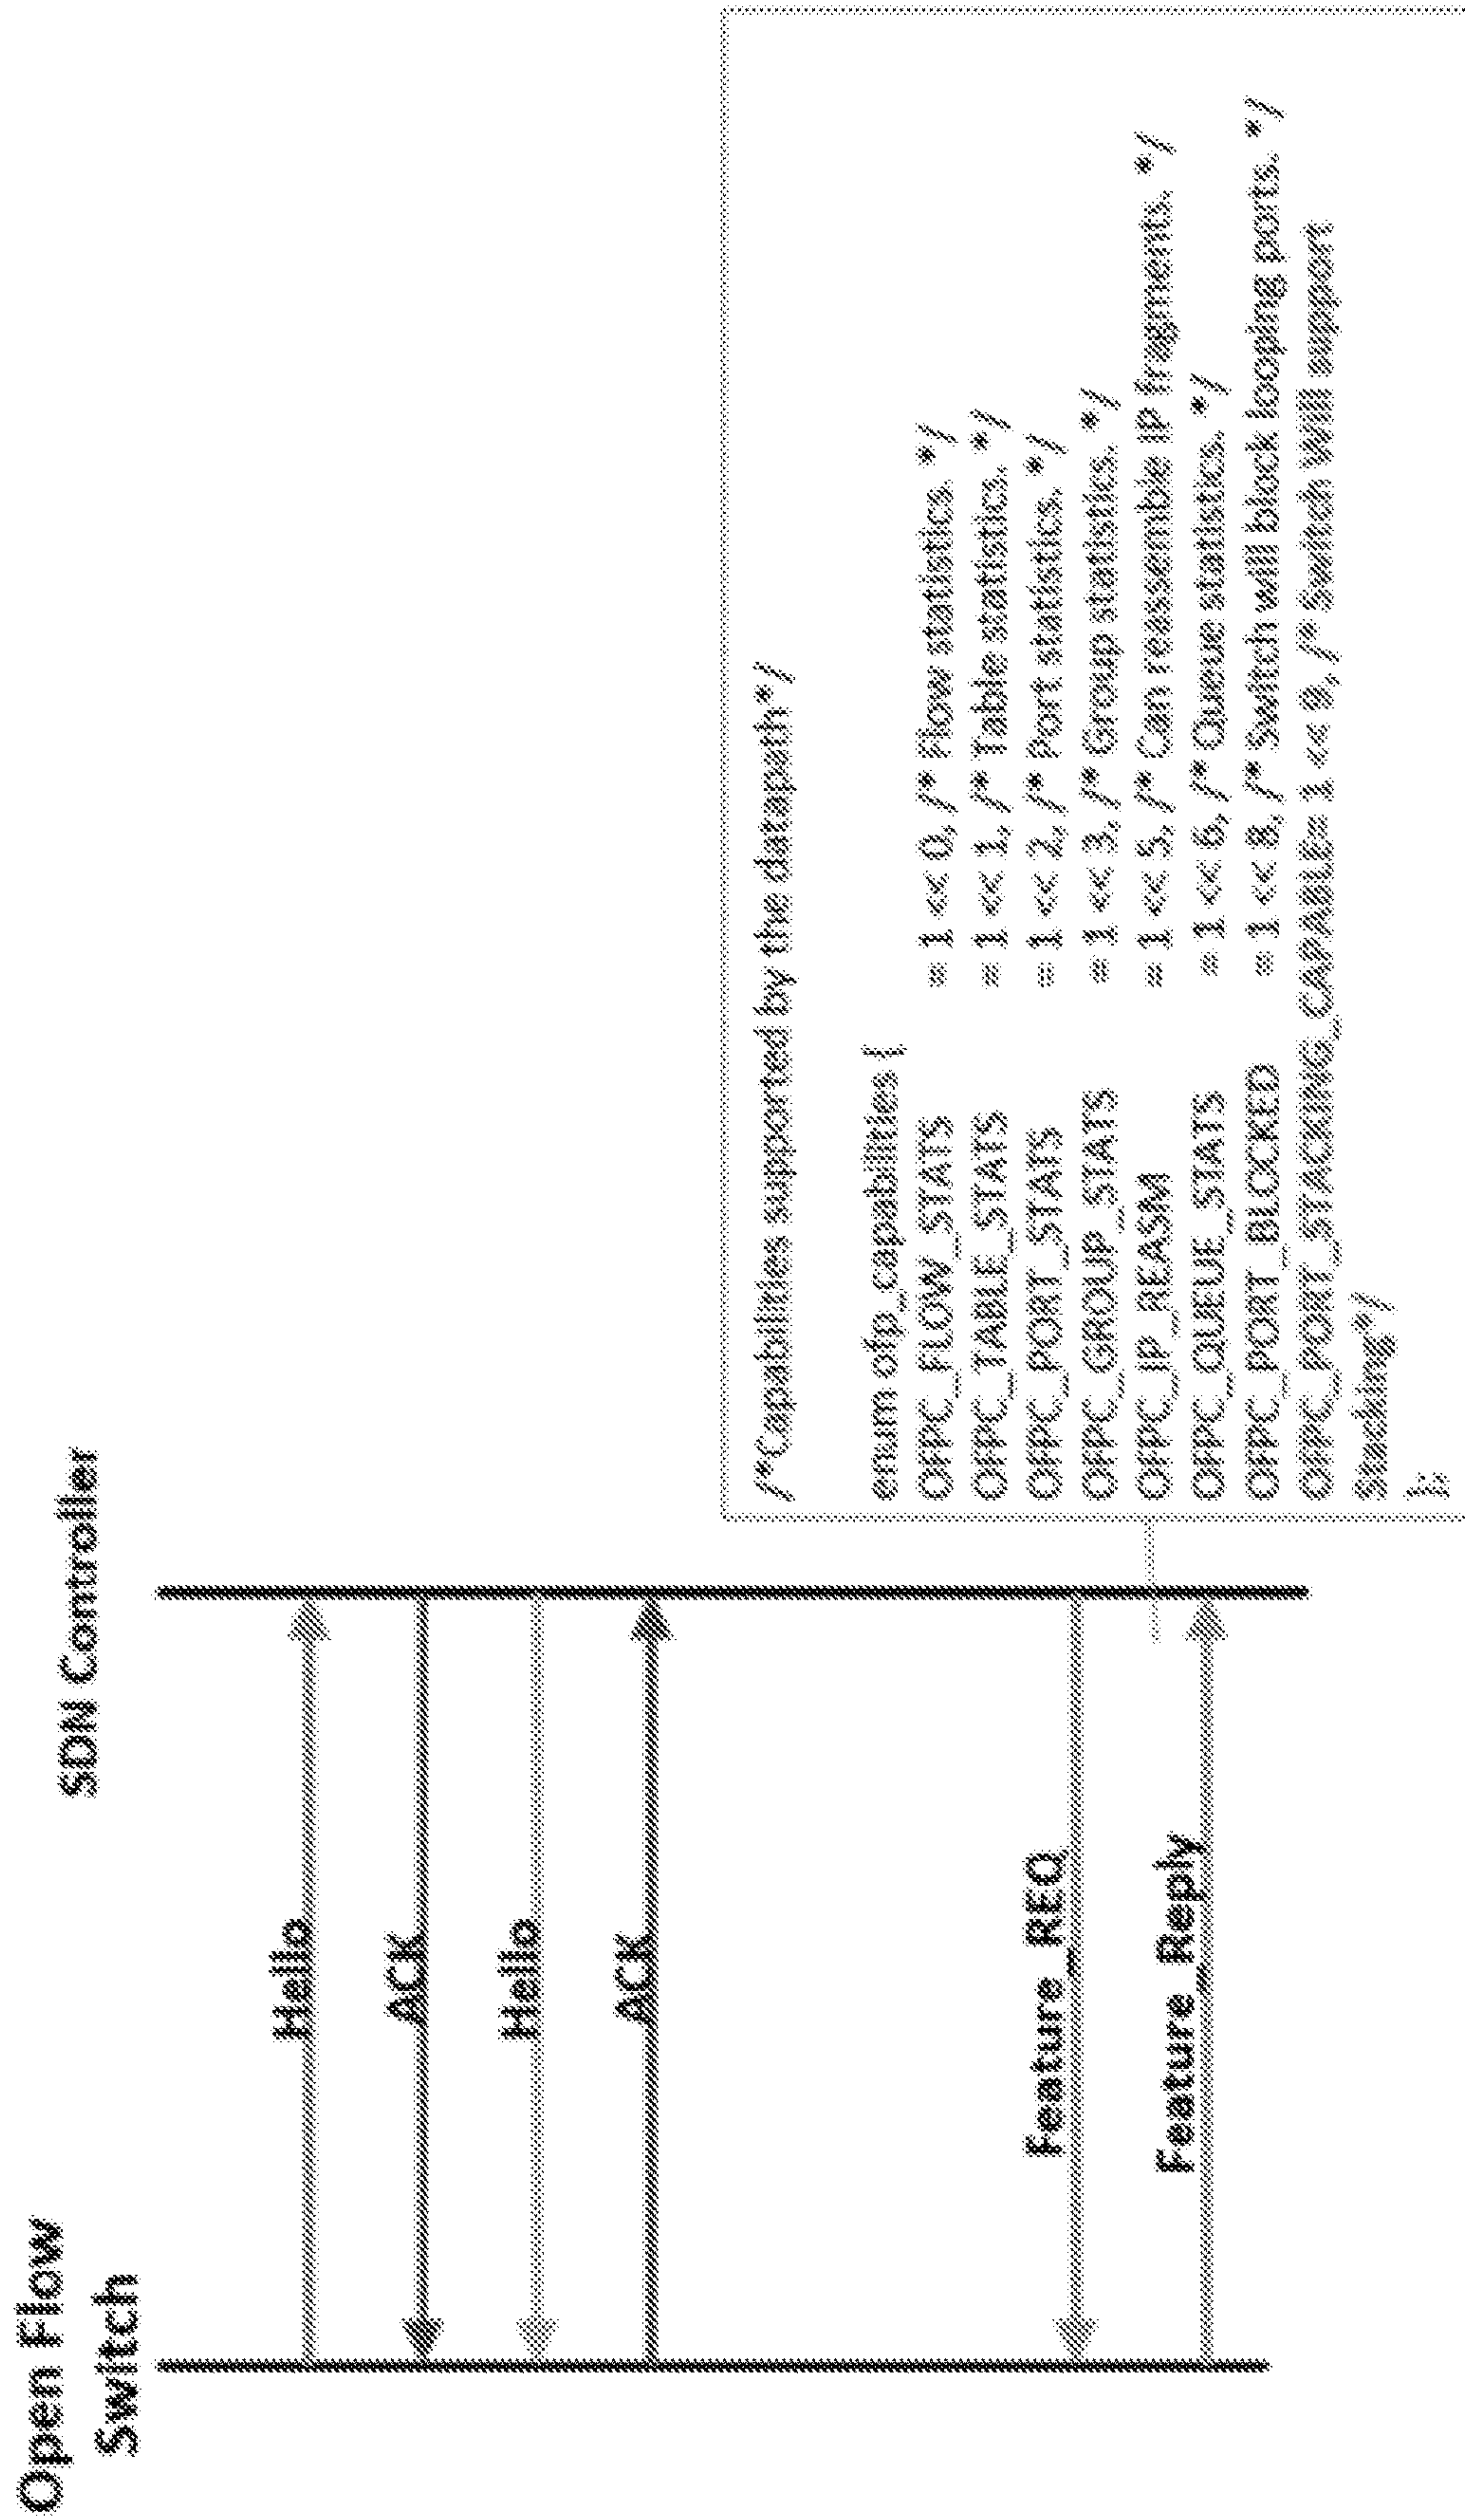 Open Flow
Switch
SDN Controller
Hello
ACK
Hello
ACK
Feature_REQ
Feature_Reply
/*Capabilities supported by the datapath*/
enum ofp_capabilities {
OFPC_FLOW_STATS = 1 << 0, /* Flow statistics. */
OFPC_TABLE_STATS = 1 << 1, /* Table statistics. */
OFPC_PORT_STATS = 1 << 2, /* Port statistics. */
OFPC_GROUP_STATS = 1 << 3, /* Group statistics. */
OFPC_IP_REASM = 1 << 5, /* Can reassemble IP fragments. */
OFPC_QUEUE_STATS = 1 << 6, /* Queue statistics. */
OFPC_PORT_BLOCKED = 1 << 8, /* Switch will block looping ports. */
OFPC_PORT_STACKING_CAPABLE= 1 << 9, /* Switch will support
Stacking*/
};